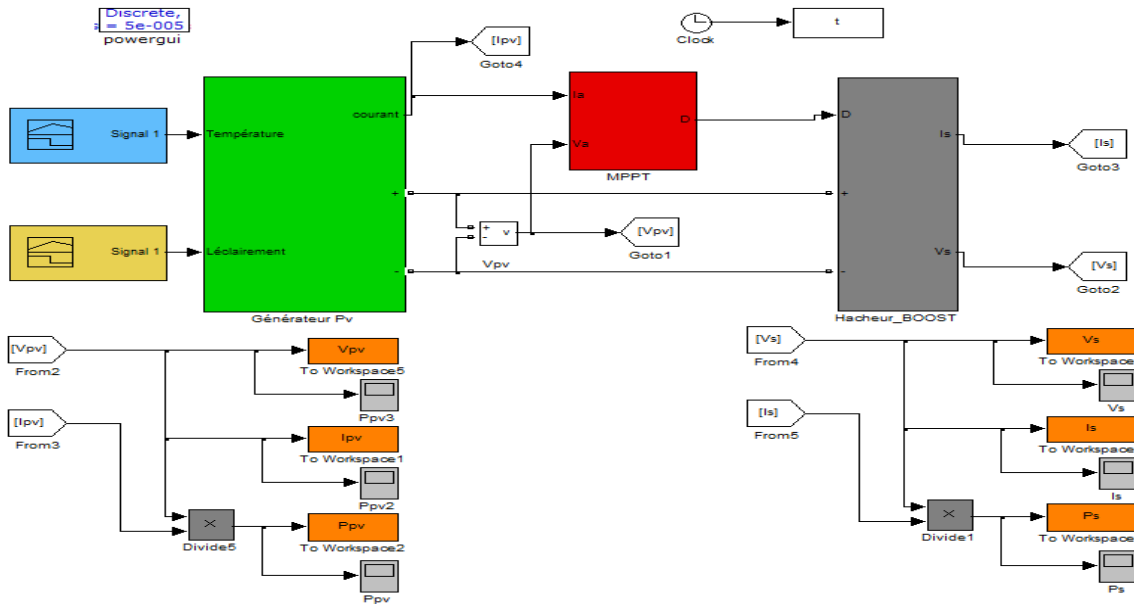 Discrete,
= 5e-005
powergui
[Ipv]
Goto4
Clock
t
Signal 1
Température
courant
Ia
Va
D
MPPT
D
Is
[Is]
Goto3
+
+
+
-
v
Vpv
[Vpv]
Goto1
Signal 1
Léclairement
-
-
Vs
[Vs]
Goto2
Générateur Pv
Hacheur_BOOST
[Vpv]
From2
Vpv
To Workspace5
Ppv3
[Ipv]
From3
Ipv
To Workspace1
Ppv2
×
Divide5
Ppv
To Workspace2
Ppv
[Vs]
From4
Vs
To Workspace
Vs
[Is]
From5
Is
To Workspace
Is
×
Divide1
Ps
To Workspace
Ps